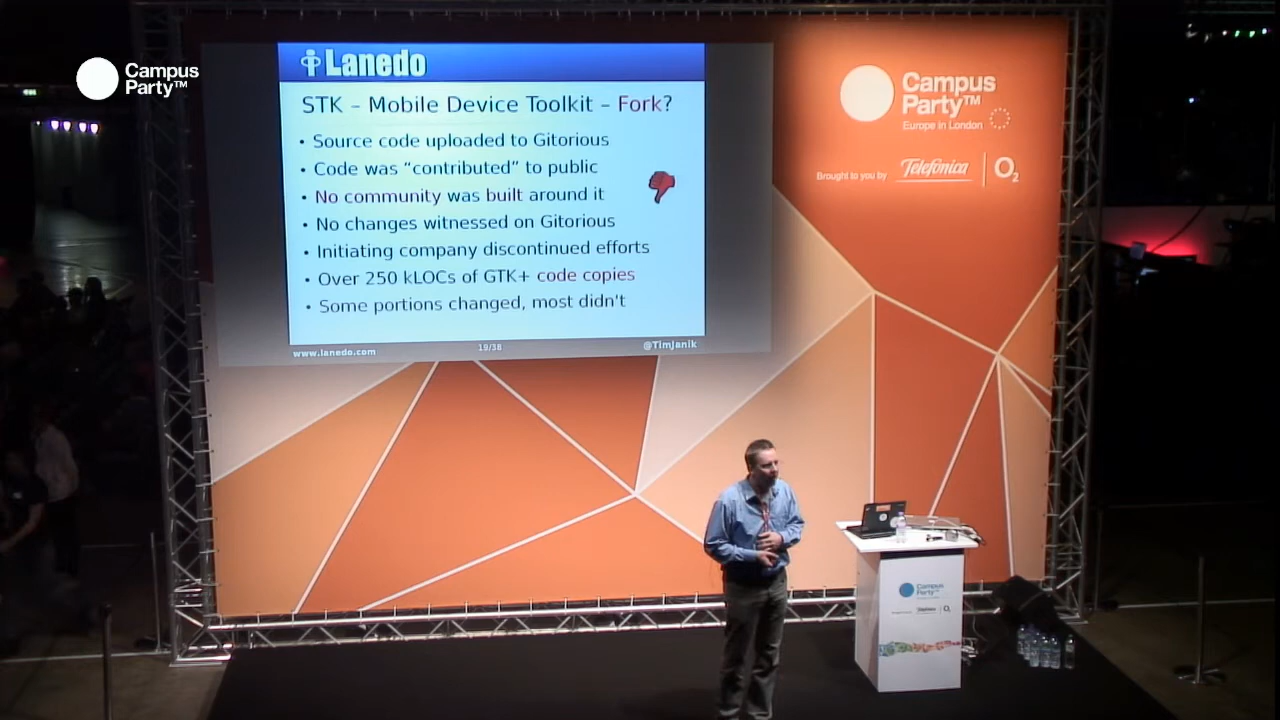 Campus
Party™
Lanedo
STK – Mobile Device Toolkit – Fork?
• Source code uploaded to Gitorious
• Code was “contributed” to public
• No community was built around it
• No changes witnessed on Gitorious
• Initiating company discontinued efforts
• Over 250 kLOCs of GTK+ code copies
• Some portions changed, most didn't
www.lanedo.com
19/38
@TimJanik
Campus
Party™
Europe in London
Brought to you by Telefónica O2
Campus
Party